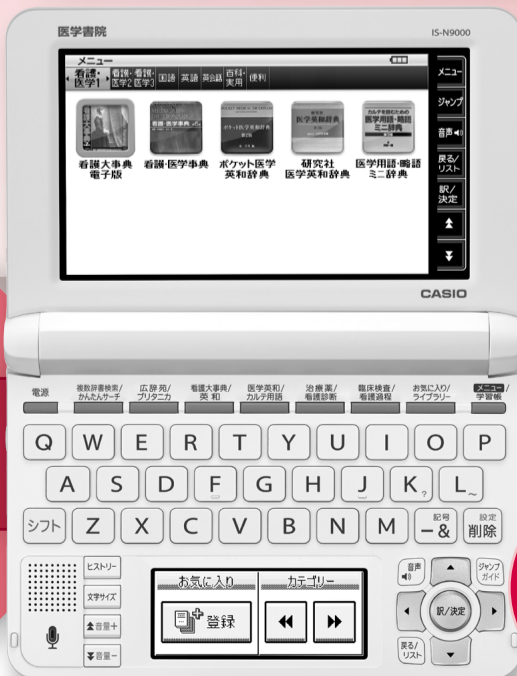 医学書院
IS-N9000
メニュー
看護・医学1
看護・医学2
看護・医学3
国語
英語
英会話
百科・実用
便利
看護大事典
電子版
看護・医学事典
ポケット医学
英和辞典
研究社
医学英和辞典
医学用語・略語
ミニ辞典
メニュー
ジャンプ
音声
戻る/
リスト
訳/
決定
CASIO
電源
複数辞書検索/
かんたんサーチ
広辞苑/
ブリタニカ
看護大事典/
英和
医学英和/
カルテ用語
治療薬/
看護診断
臨床検査/
看護過程
お気に入り/
ライブラリー
メニュー/
学習帳
Q W E R T Y U I O P
A S D F G H J K ? L ~
シフト Z X C V B N M 記号 -& 設定 削除
ヒストリー
文字サイズ
音量+
音量-
お気に入り
登録
カテゴリー
音声
ジャンプ
ガイド
訳/決定
戻る/
リスト